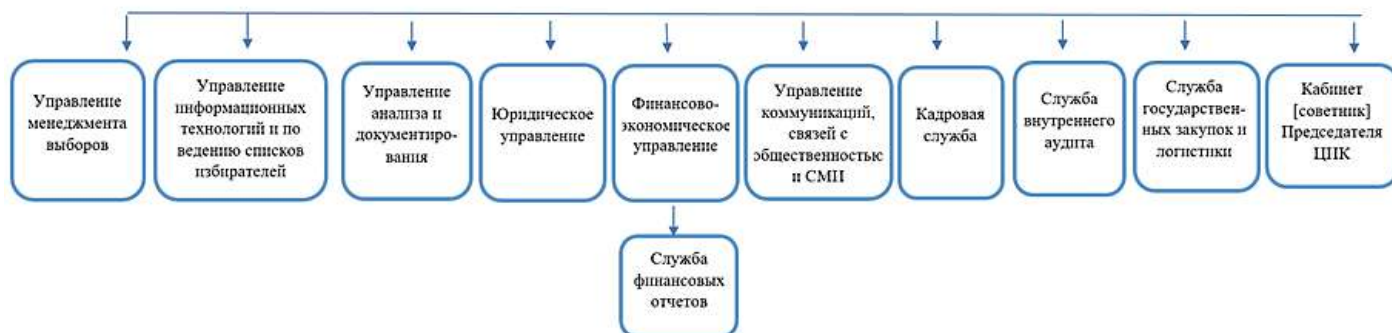 Управление
менеджмента
выборов
Управление
информационных
технологий и по
ведению списков
избирателей
Управление
анализа и
документиро-
вания
Юридическое
управление
Финансово-
экономическое
управление
Управление
коммуникаций,
связей с
общественностью
и СМИ
Кадровая
служба
Служба
внутреннего
аудита
Служба
государствен-
ных закупок и
логистики
Кабинет
[советник]
Председателя
ЦИК
Служба
финансовых
отчетов